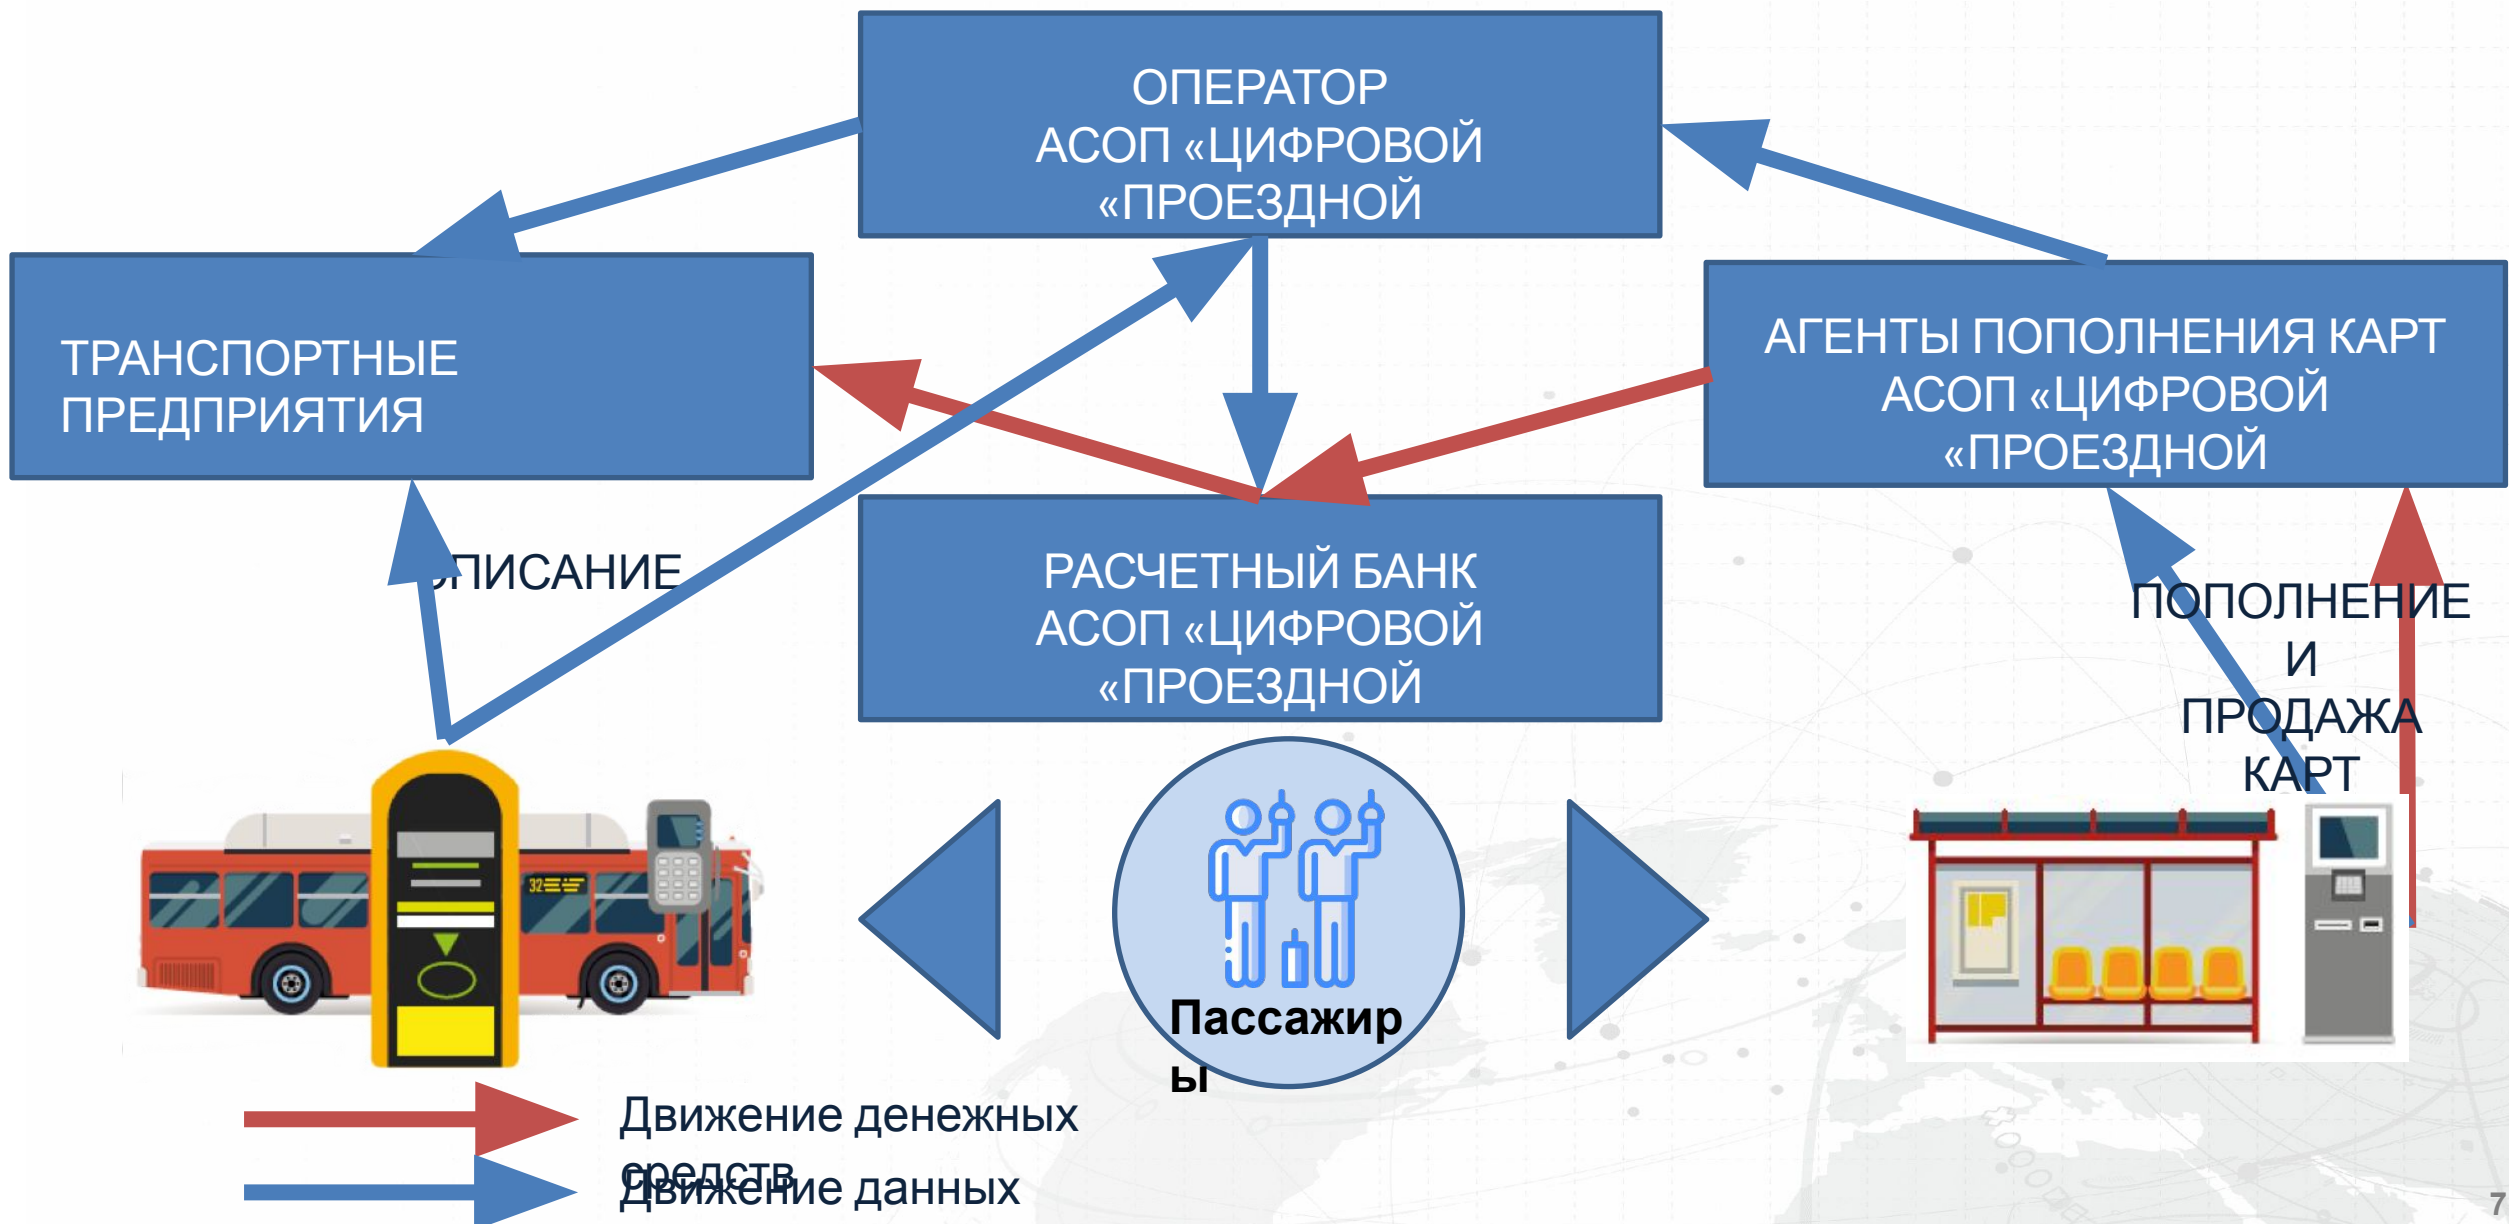 ОПЕРАТОР
АСОП «ЦИФРОВОЙ
«ПРОЕЗДНОЙ
ТРАНСПОРТНЫЕ
ПРЕДПРИЯТИЯ
АГЕНТЫ ПОПОЛНЕНИЯ КАРТ
АСОП «ЦИФРОВОЙ
«ПРОЕЗДНОЙ
РАСЧЕТНЫЙ БАНК
АСОП «ЦИФРОВОЙ
«ПРОЕЗДНОЙ
ПОПОЛНЕНИЕ
И
ПРОДАЖА
КАРТ
32
Пассажир
ы
Движение денежных
средств
Движение данных
7